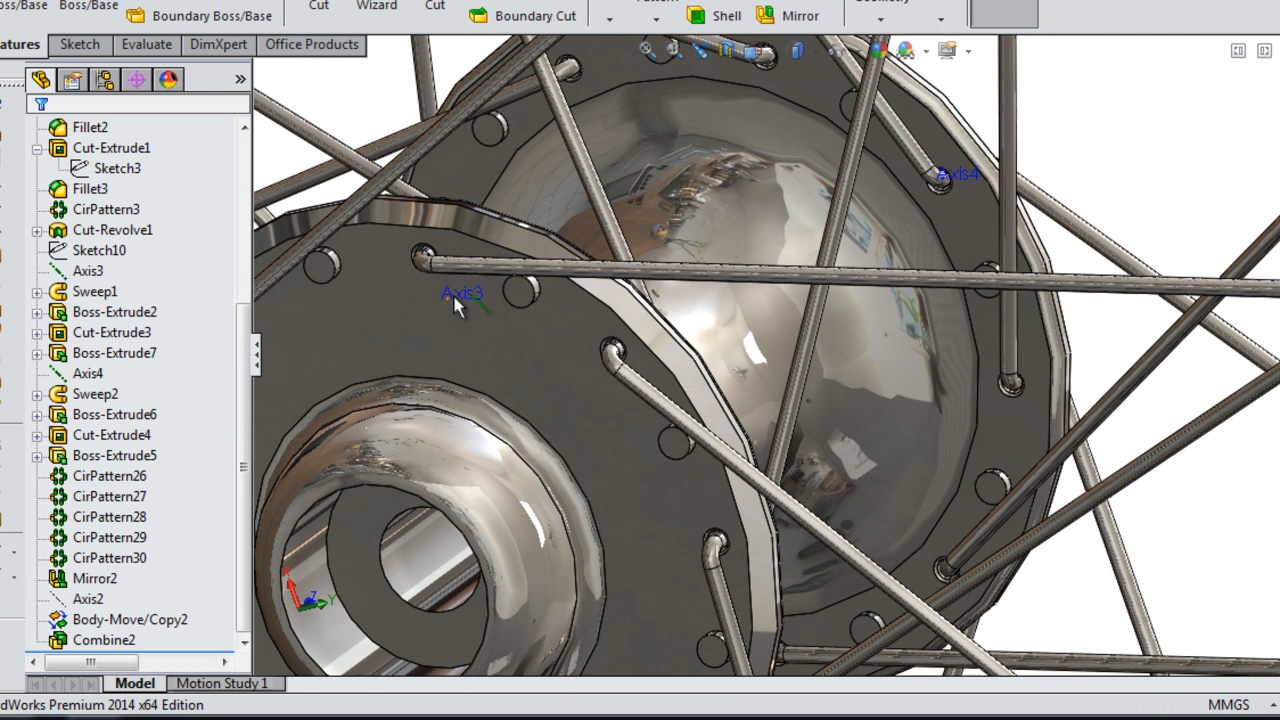 oss/Base
Boss/Base
Boundary Boss/Base
Cut
Wizard
Cut
Boundary Cut
Shell
Mirror
atures
Sketch
Evaluate
DimXpert
Office Products
»
Fillet2
Cut-Extrude1
Sketch3
Fillet3
CirPattern3
Cut-Revolve1
Sketch10
Axis3
Sweep1
Boss-Extrude2
Cut-Extrude3
Boss-Extrude7
Axis4
Sweep2
Boss-Extrude6
Cut-Extrude4
Boss-Extrude5
CirPattern26
CirPattern27
CirPattern28
CirPattern29
CirPattern30
Mirror2
Axis2
Body-Move/Copy2
Combine2
Axis4
Axis3
Z
Y
Model
Motion Study 1
dWorks Premium 2014 x64 Edition
MMGS